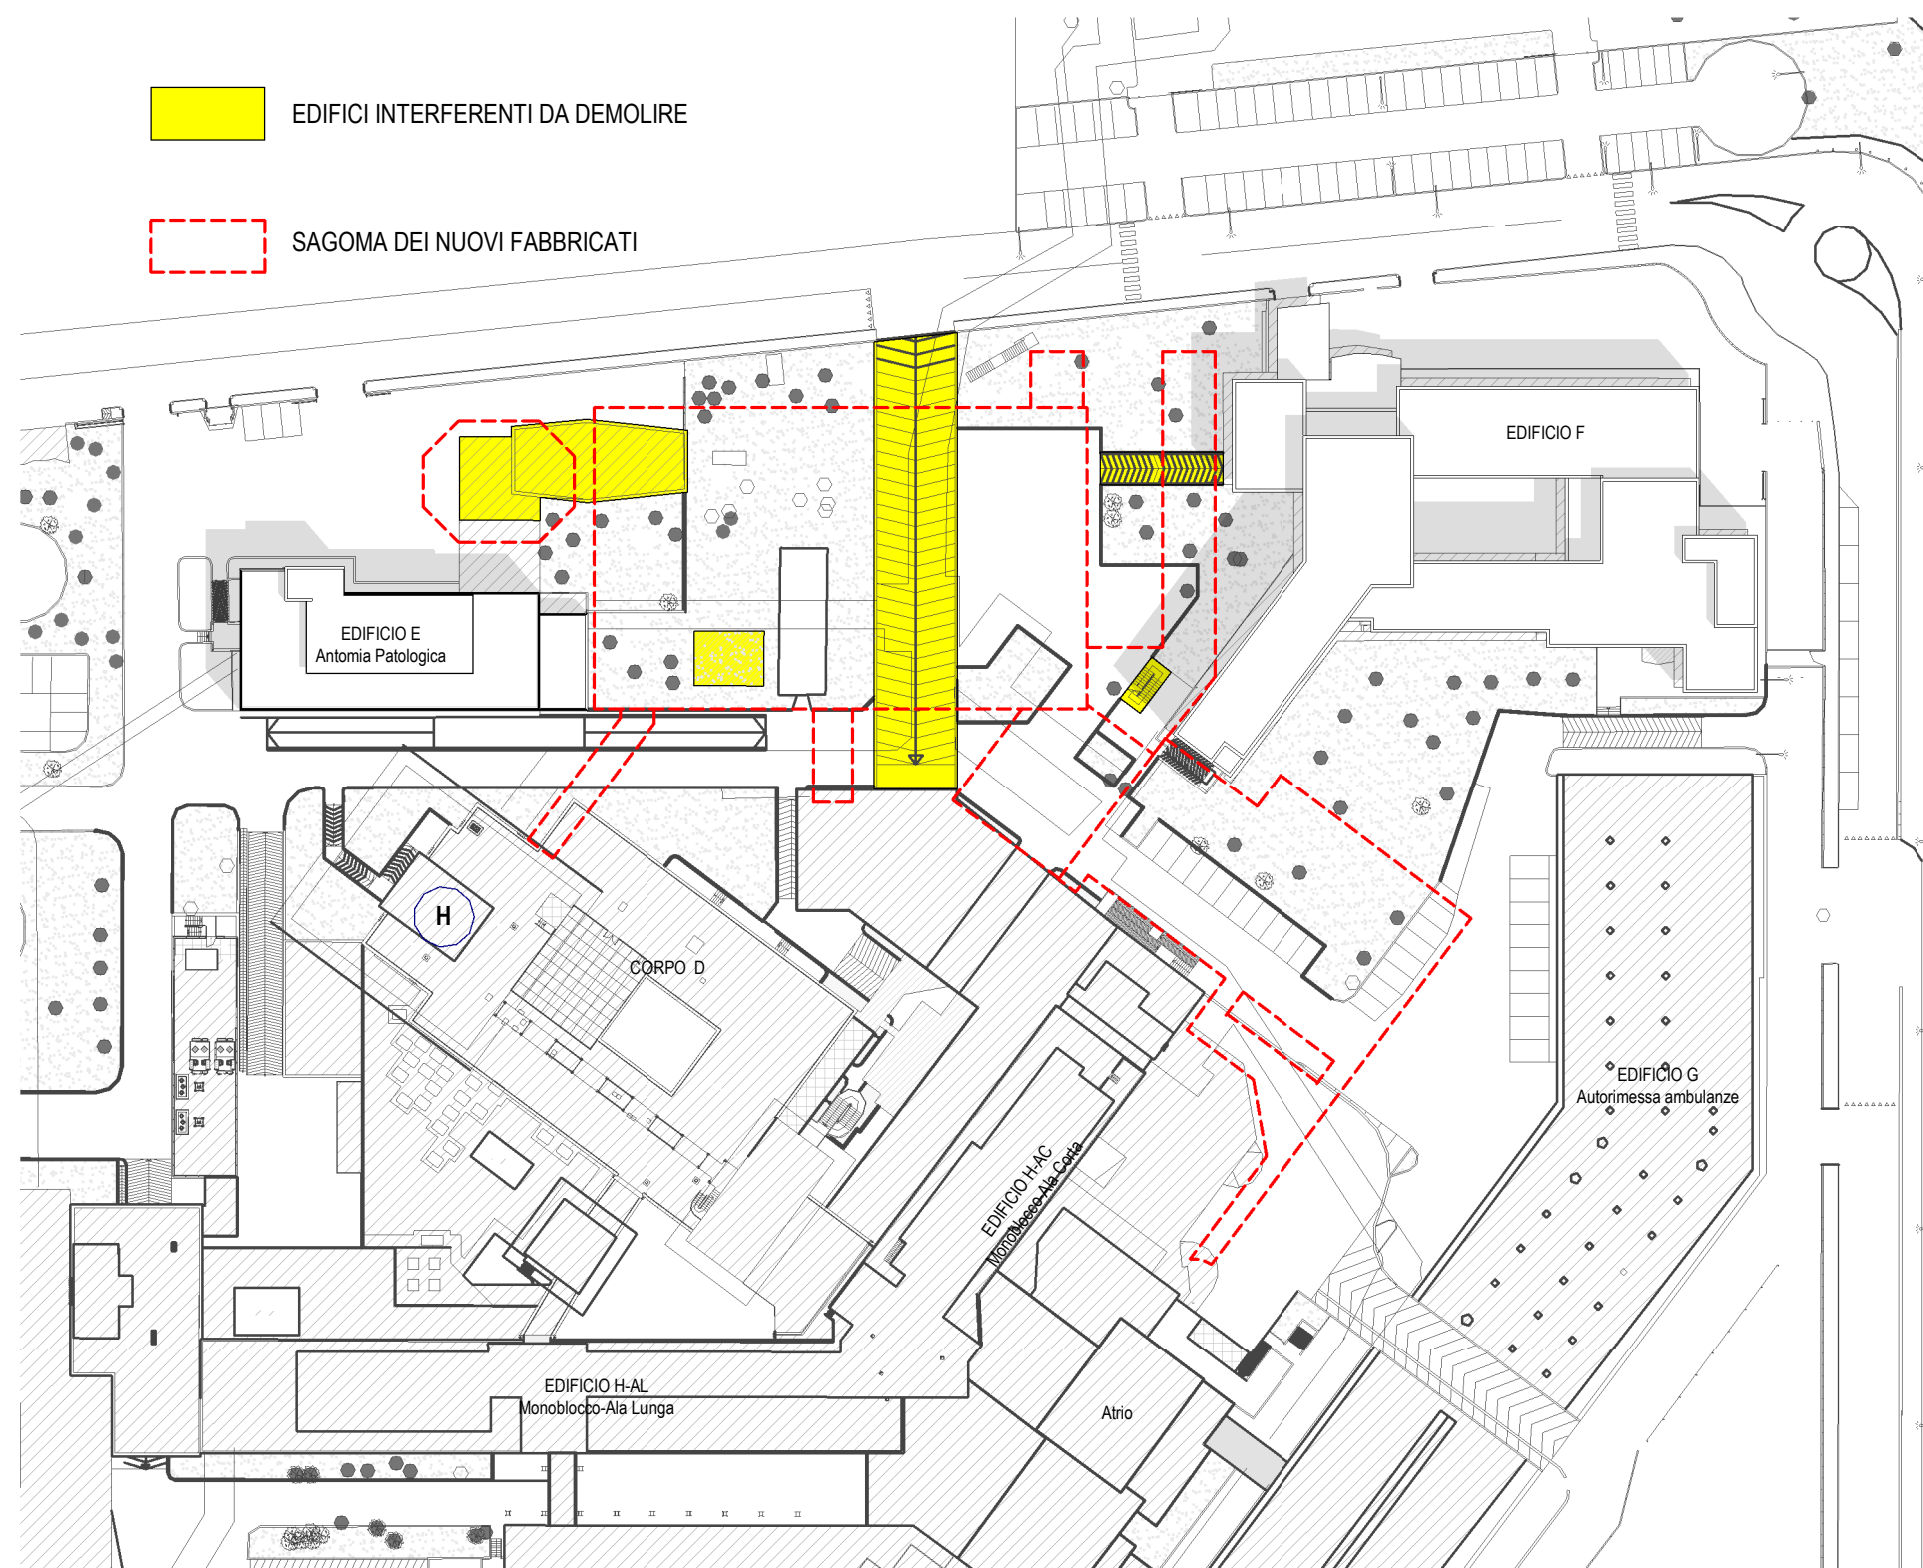 EDIFICI INTERFERENTI DA DEMOLIRE
SAGOMA DEI NUOVI FABBRICATI
EDIFICIO F
EDIFICIO E
Antomia Patologica
H
CORPO D
EDIFICIO G
Autorimessa ambulanze
EDIFICIO H-AC
Monoblocco-Ala Corta
EDIFICIO H-AL
Monoblocco-Ala Lunga
Atrio